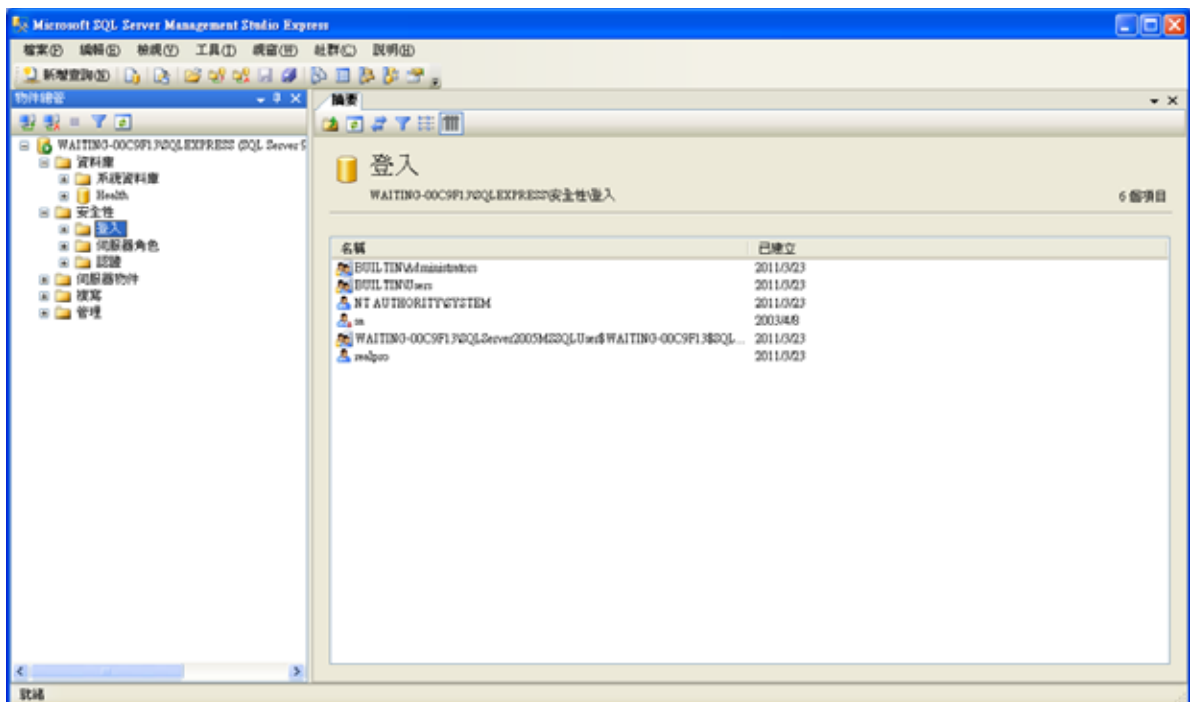 Microsoft SQL Server Management Studio Express
檔案(F) 編輯(E) 檢視(V) 工具(T) 視窗(W) 社群(C) 說明(H)
新增查詢(N)
物件總管
摘要
WAITING-00C9F13\SQLEXPRESS (SQL Server 9
資料庫
系統資料庫
Health
安全性
登入
伺服器角色
認證
伺服器物件
複寫
管理
登入
WAITING-00C9F13\SQLEXPRESS\安全性\登入
6 個項目
名稱 已建立
BUILTIN\Administrators 2011/3/23
BUILTIN\Users 2011/3/23
NT AUTHORITY\SYSTEM 2011/3/23
sa 2003/4/8
WAITING-00C9F13\SQLServer2005MSSQLUser$WAITING-00C9F13$SQL... 2011/3/23
realpro 2011/3/23
就緒